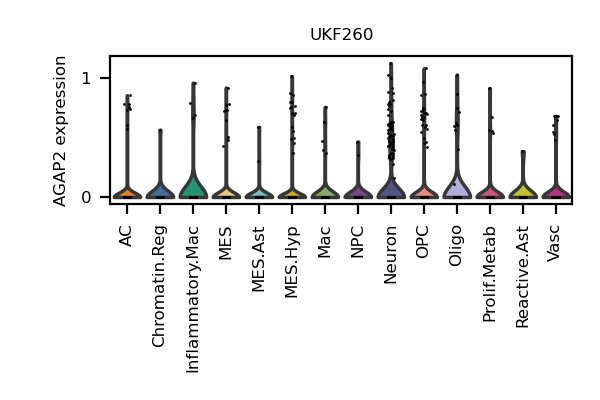 UKF260
AGAP2 expression
1
0
AC
Chromatin.Reg
Inflammatory.Mac
MES
MES.Ast
MES.Hyp
Mac
NPC
Neuron
OPC
Oligo
Prolif.Metab
Reactive.Ast
Vasc